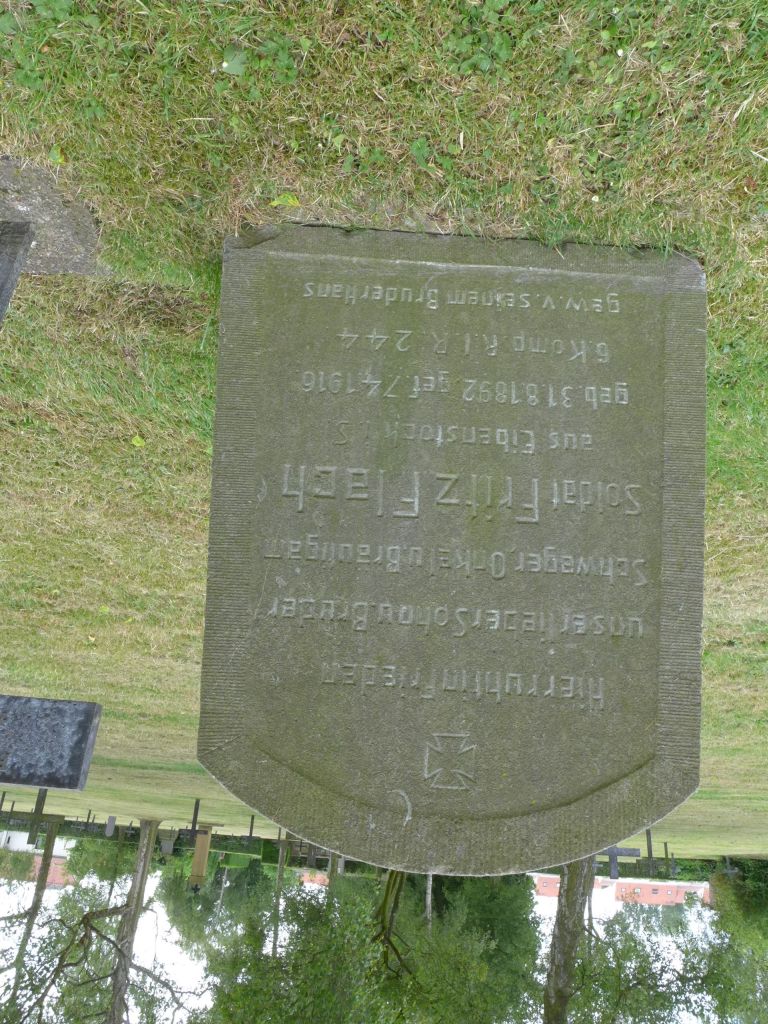 Hier ruht in Frieden
unser lieber Sohn u. Bruder
Schwager, Onkel u. Bräutigam
Soldat Fritz Flach
aus Eibenstock i. S.
geb. 31.8.1892 gef. 7.4.1916
6. Komp. R.I.R. 244
gew. v. seinem Bruder Hans